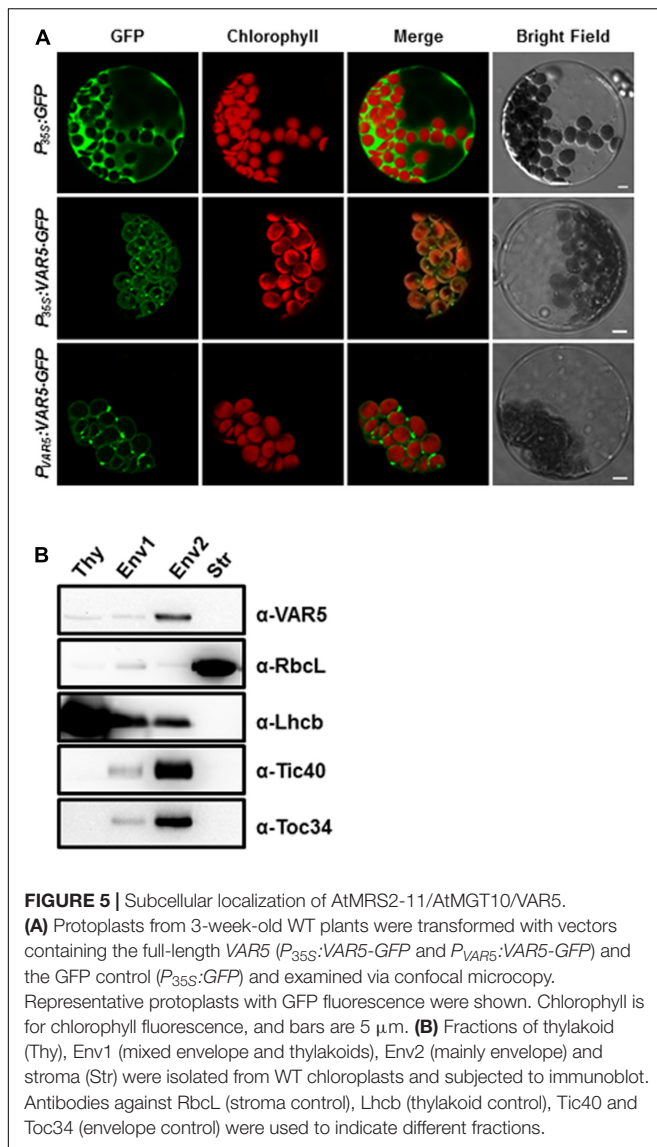 A
GFP Chlorophyll Merge Bright Field
P35S:GFP
P35S:VAR5-GFP
PVAR5:VAR5-GFP
B
Thy Env1 Env2 Str
α-VAR5
α-RbcL
α-Lhcb
α-Tic40
α-Toc34
FIGURE 5 | Subcellular localization of AtMRS2-11/AtMGT10/VAR5.
(A) Protoplasts from 3-week-old WT plants were transformed with vectors
containing the full-length VAR5 (P35S:VAR5-GFP and PVAR5:VAR5-GFP) and
the GFP control (P35S:GFP) and examined via confocal microcopy.
Representative protoplasts with GFP fluorescence were shown. Chlorophyll is
for chlorophyll fluorescence, and bars are 5 μm. (B) Fractions of thylakoid
(Thy), Env1 (mixed envelope and thylakoids), Env2 (mainly envelope) and
stroma (Str) were isolated from WT chloroplasts and subjected to immunoblot.
Antibodies against RbcL (stroma control), Lhcb (thylakoid control), Tic40 and
Toc34 (envelope control) were used to indicate different fractions.